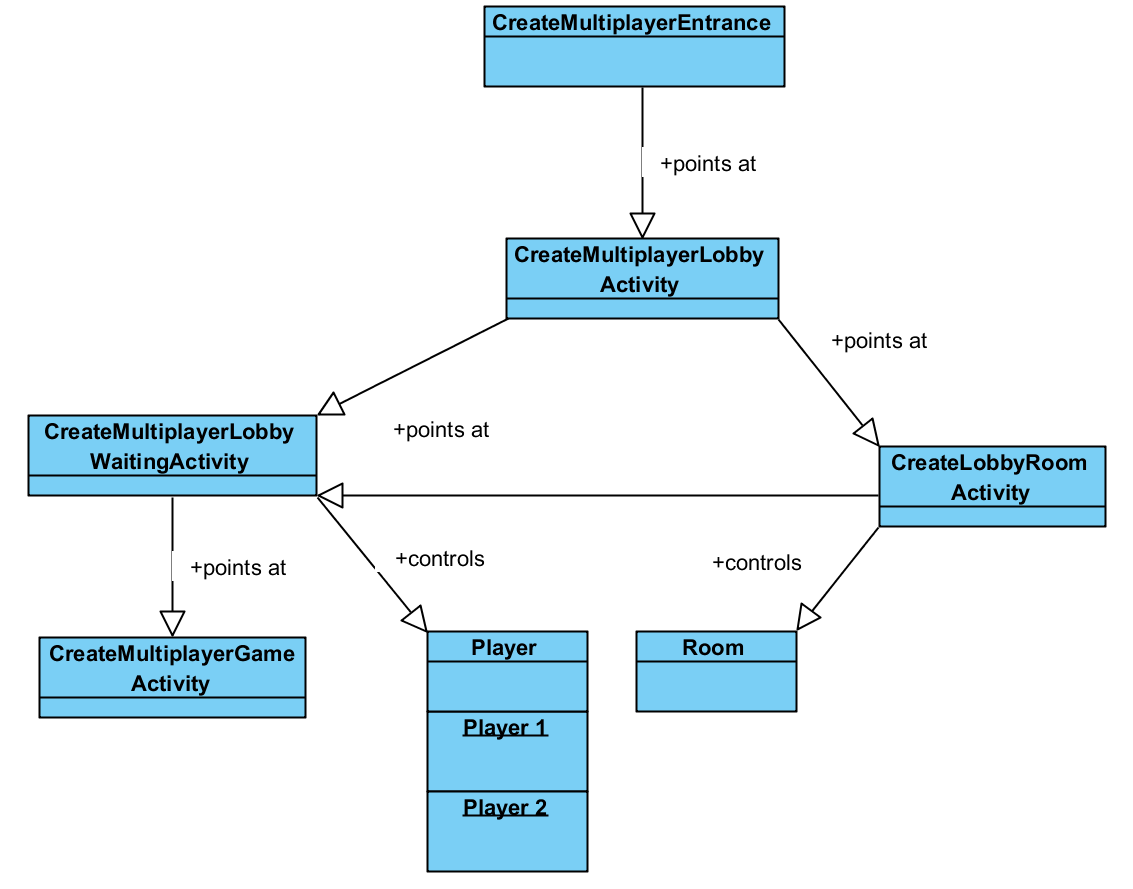 CreateMultiplayerEntrance
+points at
CreateMultiplayerLobby
Activity
+points at
+points at
CreateMultiplayerLobby
WaitingActivity
CreateLobbyRoom
Activity
+points at
+controls
+controls
CreateMultiplayerGame
Activity
Player
Player 1
Player 2
Room